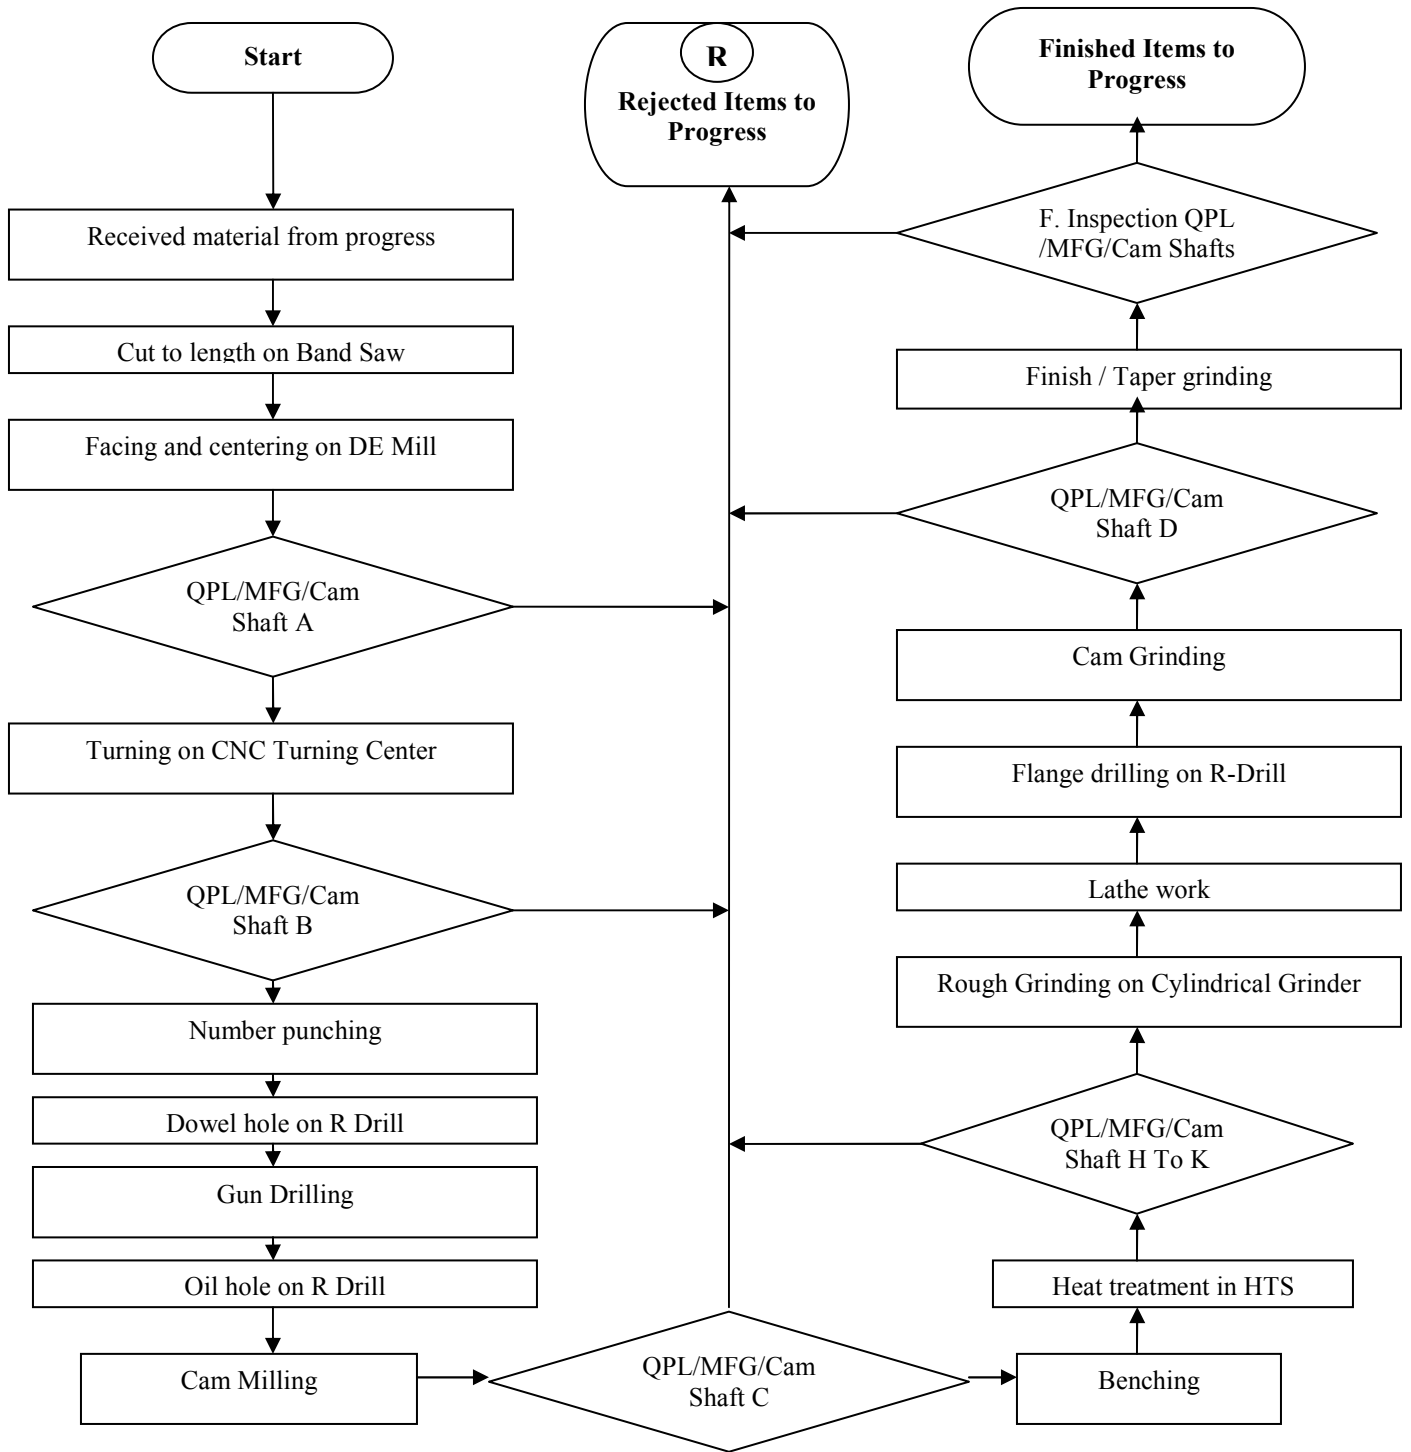 Start
Received material from progress
Cut to length on Band Saw
Facing and centering on DE Mill
QPL/MFG/Cam
Shaft A
Turning on CNC Turning Center
QPL/MFG/Cam
Shaft B
Number punching
Dowel hole on R Drill
Gun Drilling
Oil hole on R Drill
Cam Milling
R
Rejected Items to
Progress
QPL/MFG/Cam
Shaft C
Finished Items to
Progress
F. Inspection QPL
/MFG/Cam Shafts
Finish / Taper grinding
QPL/MFG/Cam
Shaft D
Cam Grinding
Flange drilling on R-Drill
Lathe work
Rough Grinding on Cylindrical Grinder
QPL/MFG/Cam
Shaft H To K
Heat treatment in HTS
Benching